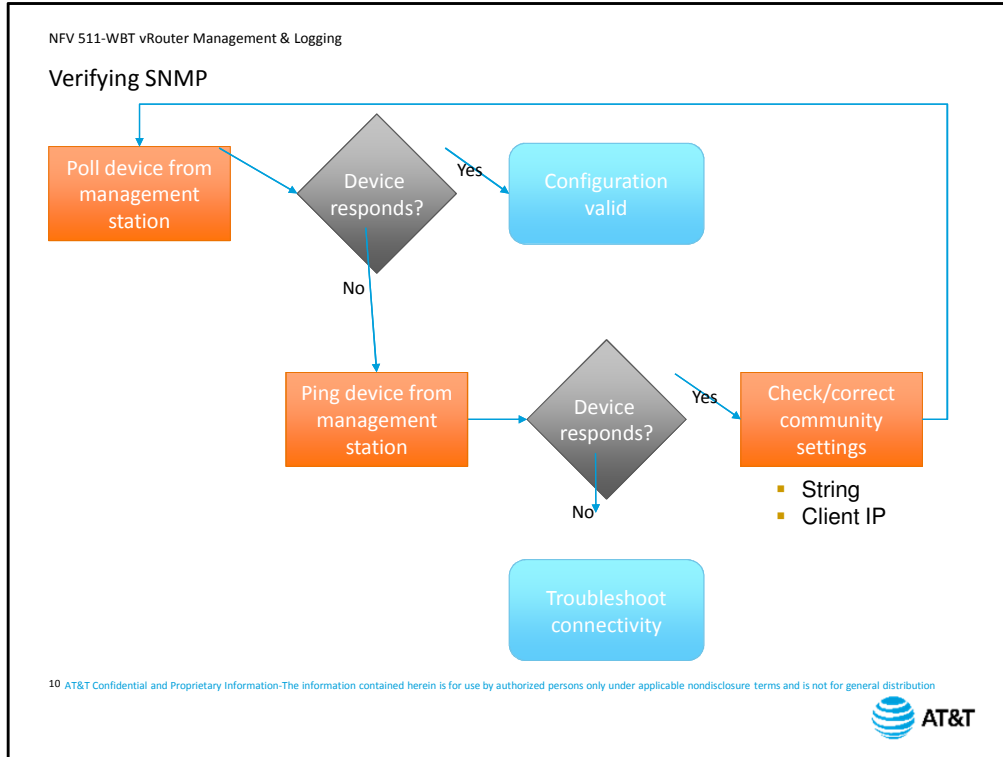 NFV 511-WBT vRouter Management & Logging
Verifying SNMP
Poll device from
management
station
Device
responds?
Yes
Configuration
valid
No
Ping device from
management
station
Device
responds?
Yes
Check/correct
community
settings
▪ String
▪ Client IP
No
Troubleshoot
connectivity
10 AT&T Confidential and Proprietary Information-The information contained herein is for use by authorized persons only under applicable nondisclosure terms and is not for general distribution
AT&T